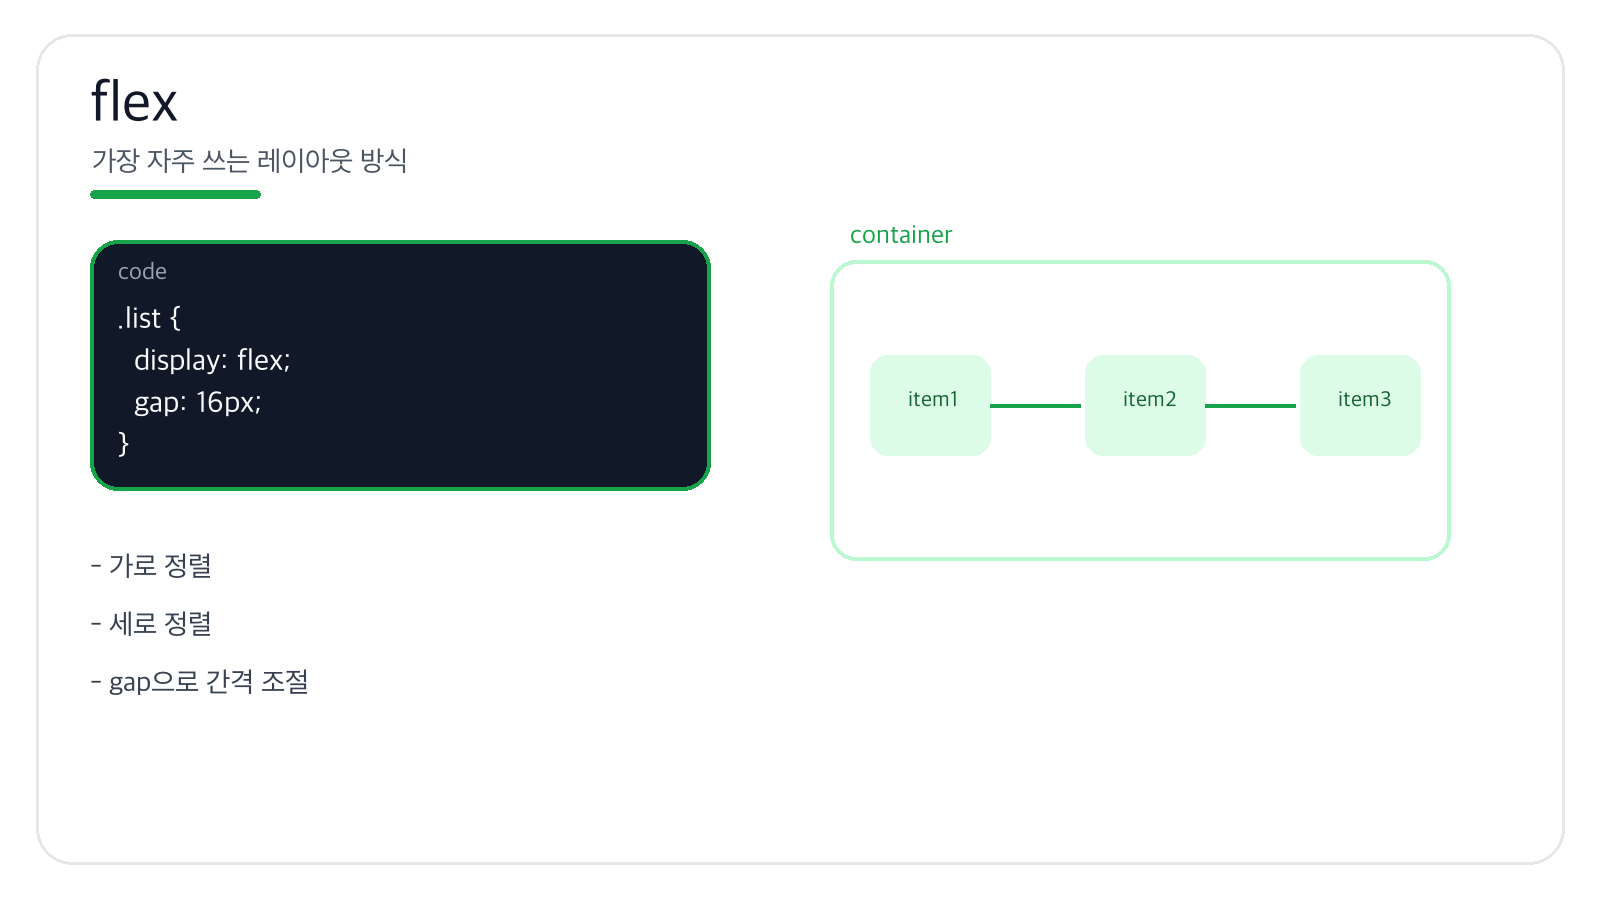 flex
가장 자주 쓰는 레이아웃 방식
code
.list {
  display: flex;
  gap: 16px;
}
- 가로 정렬
- 세로 정렬
- gap으로 간격 조절
container
item1
item2
item3